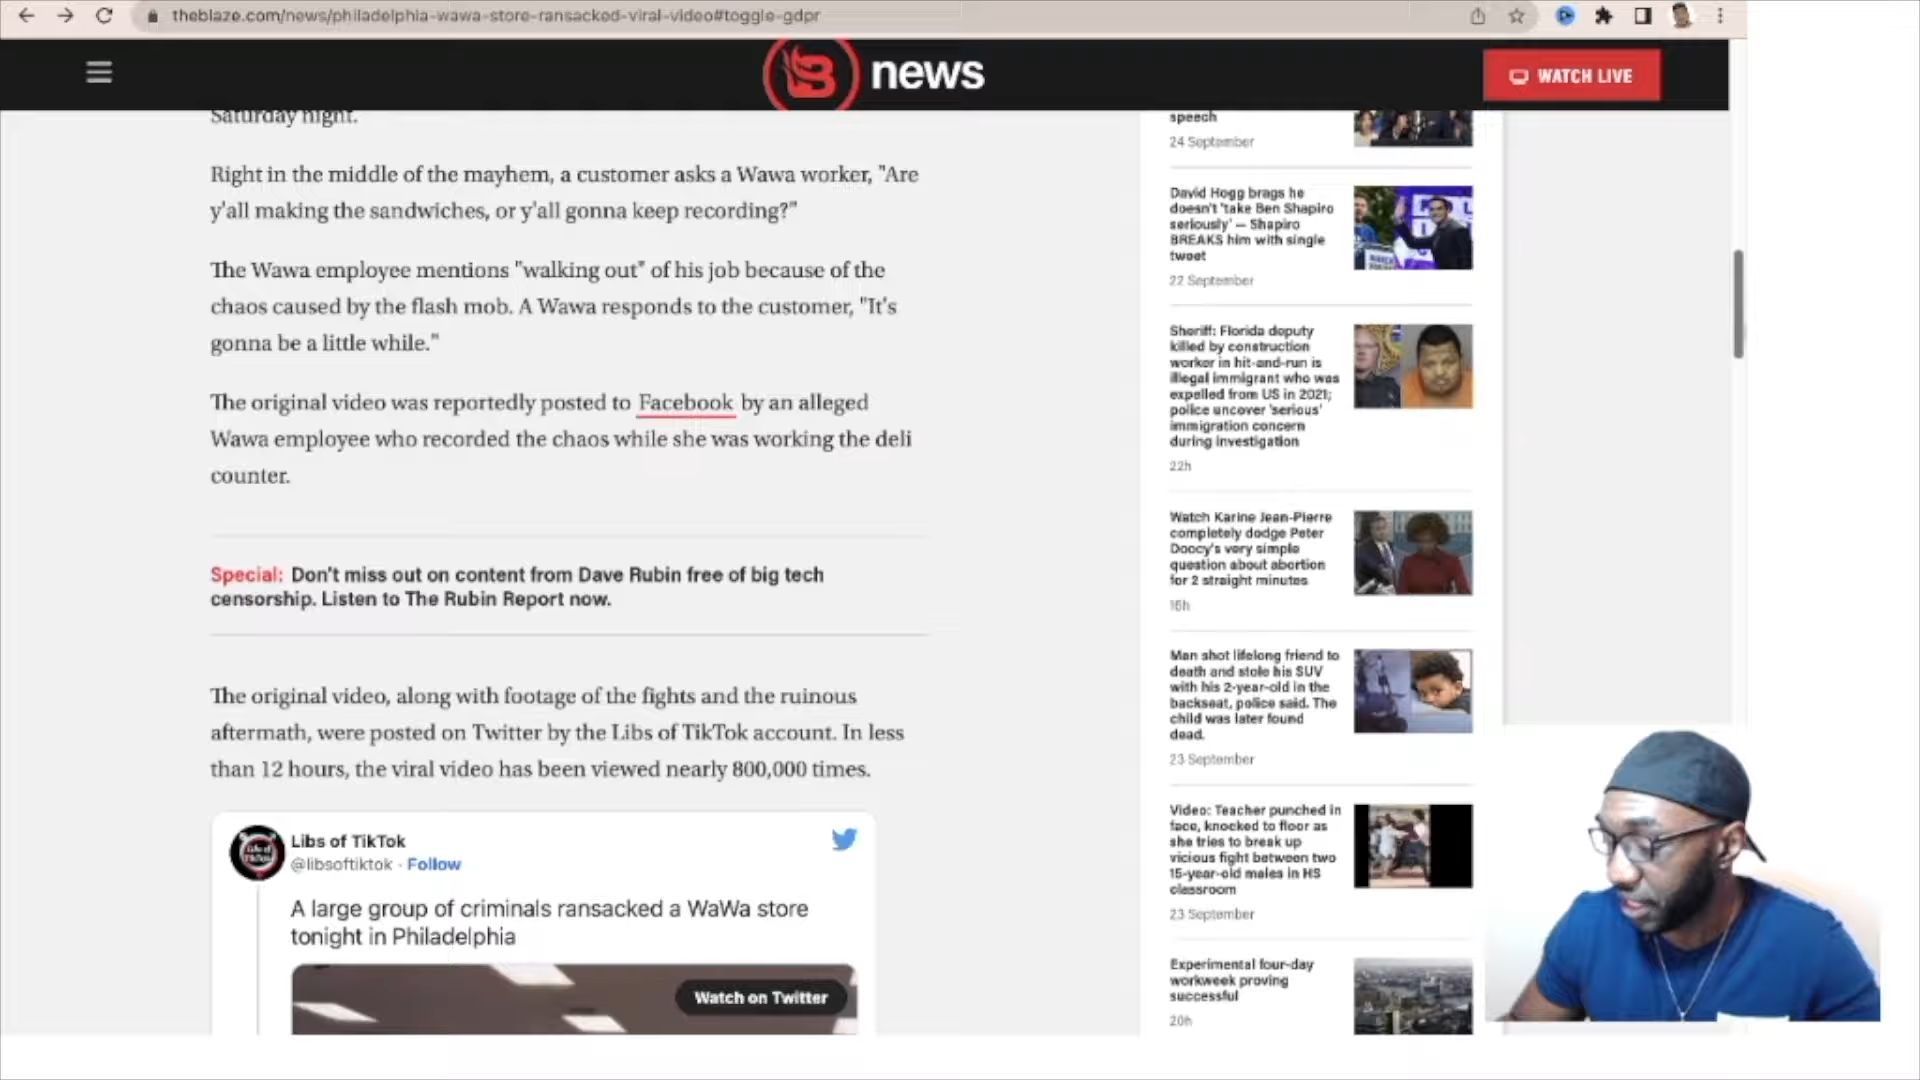 theblaze.com/news/philadelphia-wawa-store-ransacked-viral-video#toggle-gdpr
news
WATCH LIVE
Saturday night.
Right in the middle of the mayhem, a customer asks a Wawa worker, "Are
y'all making the sandwiches, or y'all gonna keep recording?"
The Wawa employee mentions "walking out" of his job because of the
chaos caused by the flash mob. A Wawa responds to the customer, "It's
gonna be a little while."
The original video was reportedly posted to Facebook by an alleged
Wawa employee who recorded the chaos while she was working the deli
counter.
Special: Don't miss out on content from Dave Rubin free of big tech
censorship. Listen to The Rubin Report now.
The original video, along with footage of the fights and the ruinous
aftermath, were posted on Twitter by the Libs of TikTok account. In less
than 12 hours, the viral video has been viewed nearly 800,000 times.
Libs of TikTok
@libsoftiktok · Follow
A large group of criminals ransacked a WaWa store
tonight in Philadelphia
Watch on Twitter
speech
24 September
David Hogg brags he
doesn't 'take Ben Shapiro
seriously' — Shapiro
BREAKS him with single
tweet
22 September
Sheriff: Florida deputy
killed by construction
worker in hit-and-run is
illegal immigrant who was
expelled from US in 2021;
police uncover 'serious'
immigration concern
during investigation
22h
Watch Karine Jean-Pierre
completely dodge Peter
Doocy's very simple
question about abortion
for 2 straight minutes
16h
Man shot lifelong friend to
death and stole his SUV
with his 2-year-old in the
backseat, police said. The
child was later found
dead.
23 September
Video: Teacher punched in
face, knocked to floor as
she tries to break up
vicious fight between two
15-year-old males in HS
classroom
23 September
Experimental four-day
workweek proving
successful
20h